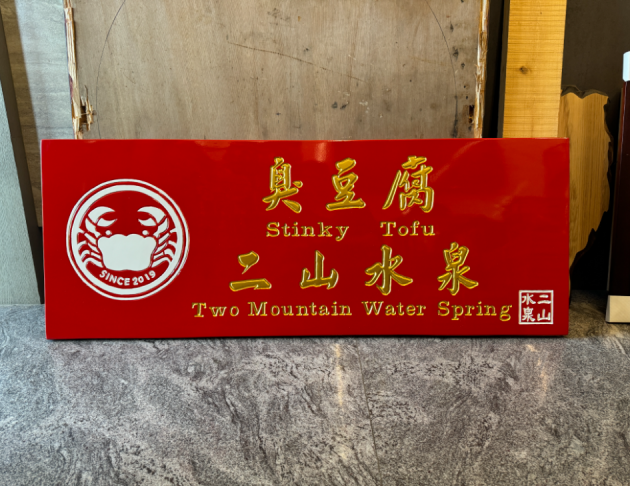 臭豆腐
Stinky Tofu
二山水泉
Two Mountain Water Spring
SINCE 2019
二山
水泉